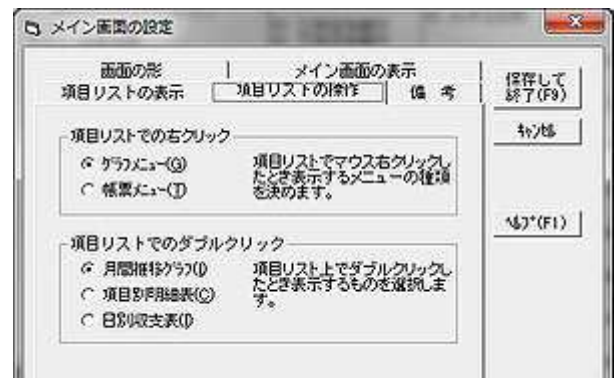 メイン画面の設定
画面の形
メイン画面の表示
項目リストの表示
項目リストの操作
備 考
保存して
終了(F9)
キャンセル
ヘルプ(F1)
項目リストでの右クリック
グラフメニュー(G)
帳票メニュー(T)
項目リストでマウス右クリックし
たとき表示するメニューの種類
を決めます。
項目リストでのダブルクリック
月間推移グラフ(I)
項目別明細表(C)
日別収支表(I)
項目リスト上でダブルクリックし
たとき表示するものを選択しま
す。